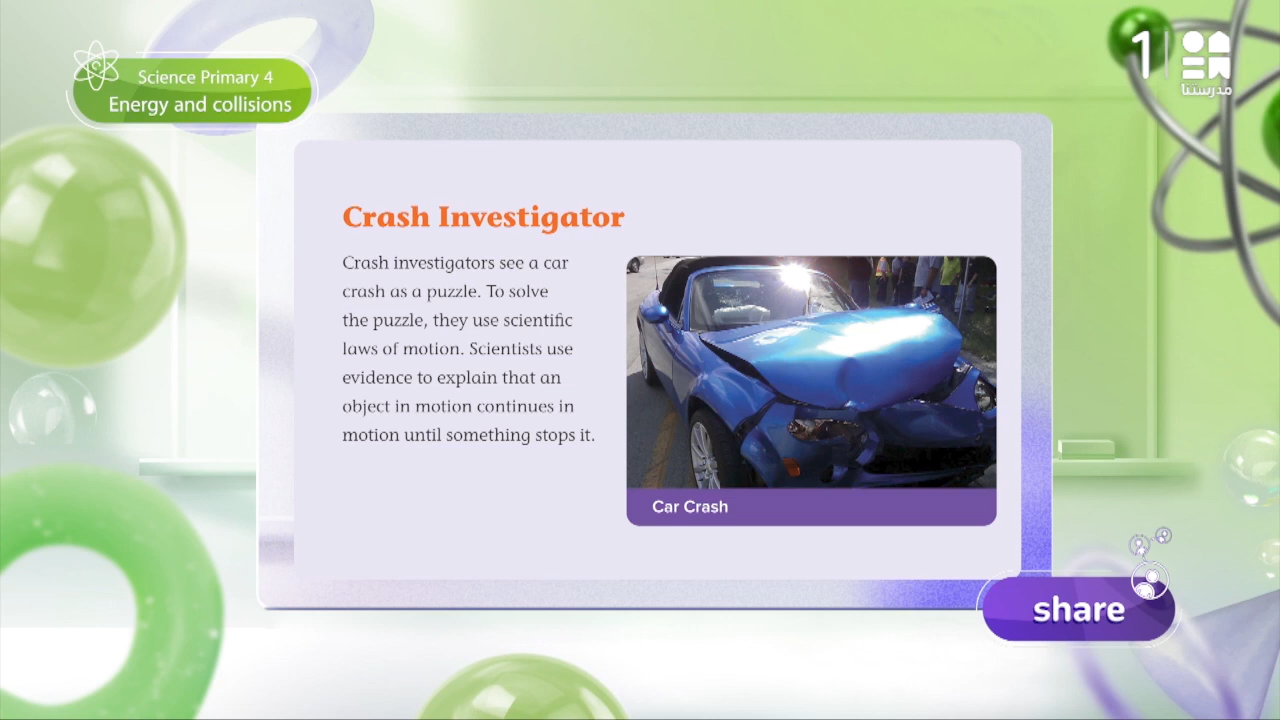 Science Primary 4
Energy and collisions
1
مدرستنا
Crash Investigator
Crash investigators see a car
crash as a puzzle. To solve
the puzzle, they use scientific
laws of motion. Scientists use
evidence to explain that an
object in motion continues in
motion until something stops it.
Car Crash
share